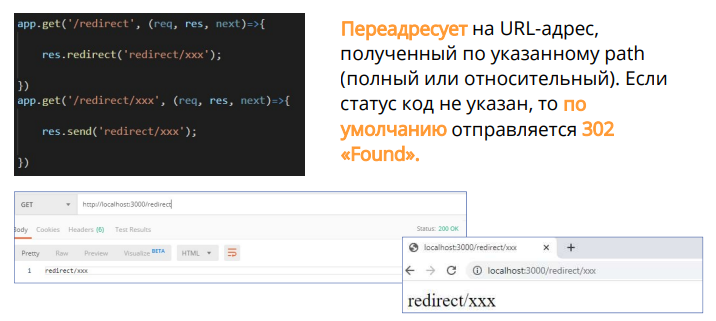 app.get('/redirect', (req, res, next)=>{
res.redirect('redirect/xxx');
})
app.get('/redirect/xxx', (req, res, next)=>{
res.send('redirect/xxx');
})
Переадресует на URL-адрес,
полученный по указанному path
(полный или относительный). Если
статус код не указан, то по
умолчанию отправляется 302
«Found».
GET http://localhost:3000/redirect
Body Cookies Headers (6) Test Results Status: 200 OK
Pretty Raw Preview Visualize BETA HTML
1 redirect/xxx
localhost:3000/redirect/xxx
localhost:3000/redirect/xxx
redirect/xxx